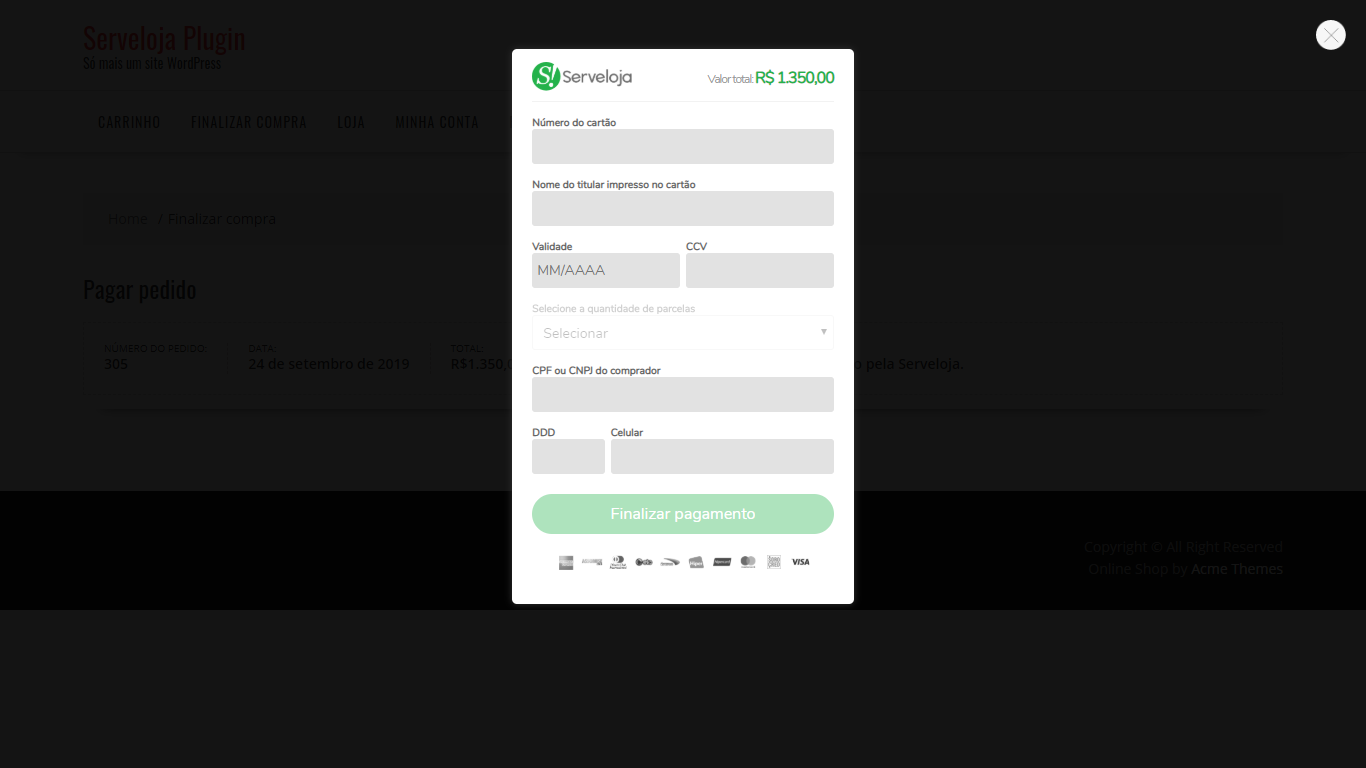 Serveloja Plugin
Só mais um site WordPress
CARRINHO
FINALIZAR COMPRA
LOJA
MINHA CONTA
Home / Finalizar compra
Pagar pedido
NÚMERO DO PEDIDO:
305
DATA:
24 de setembro de 2019
TOTAL:
R$1.350,
o pela Serveloja.
S! Serveloja
Valor total: R$ 1.350,00
Número do cartão
Nome do titular impresso no cartão
Validade
CCV
MM/AAAA
Selecione a quantidade de parcelas
Selecionar
CPF ou CNPJ do comprador
DDD
Celular
Finalizar pagamento
VISA
Copyright © All Right Reserved
Online Shop by Acme Themes